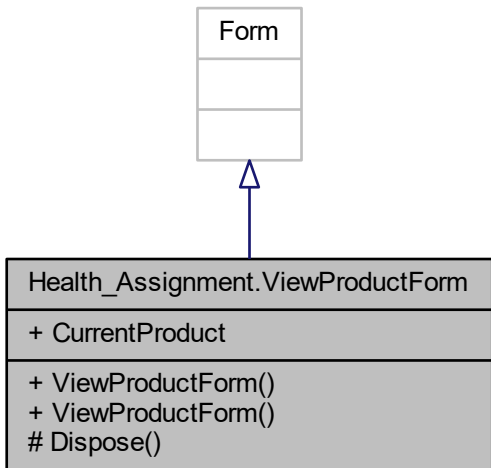 Form
Health_Assignment.ViewProductForm
+ CurrentProduct
+ ViewProductForm()
+ ViewProductForm()
# Dispose()